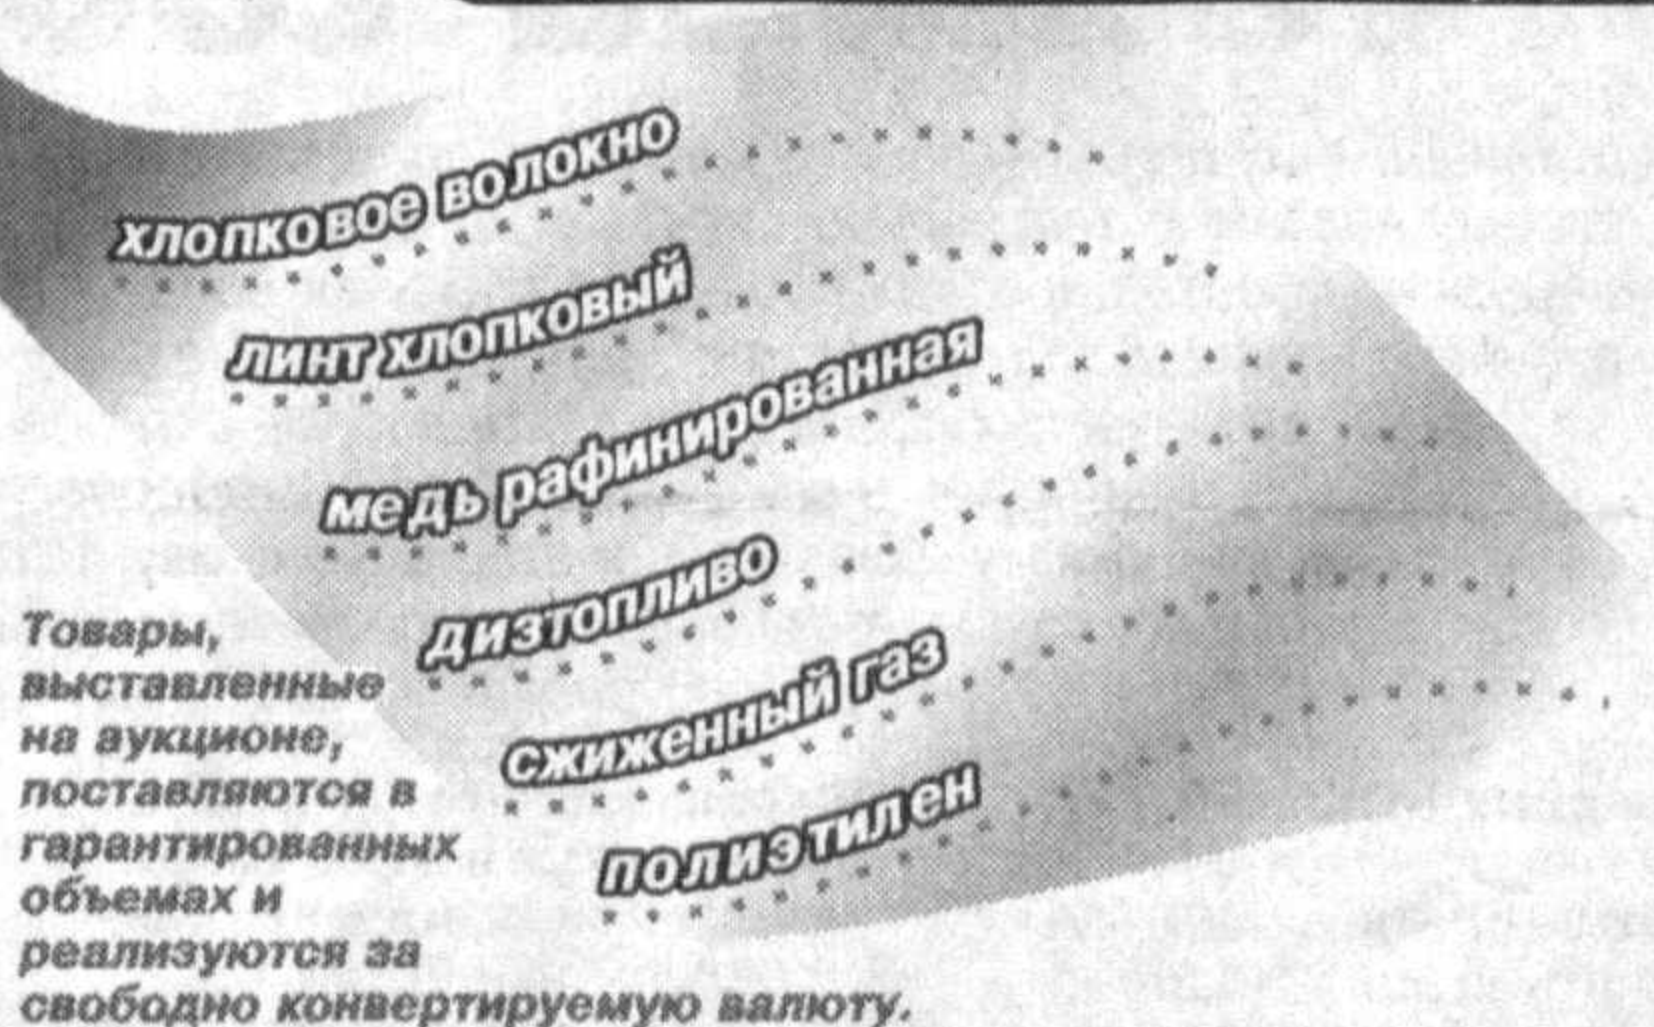 хлопковое волокно
линт хлопковый
медь рафинированная
дизтопливо
сжиженный газ
полиэтилен
Товары,
выставленные
на аукционе,
поставляются в
гарантированных
объемах и
реализуются за
свободно конвертируемую валюту.